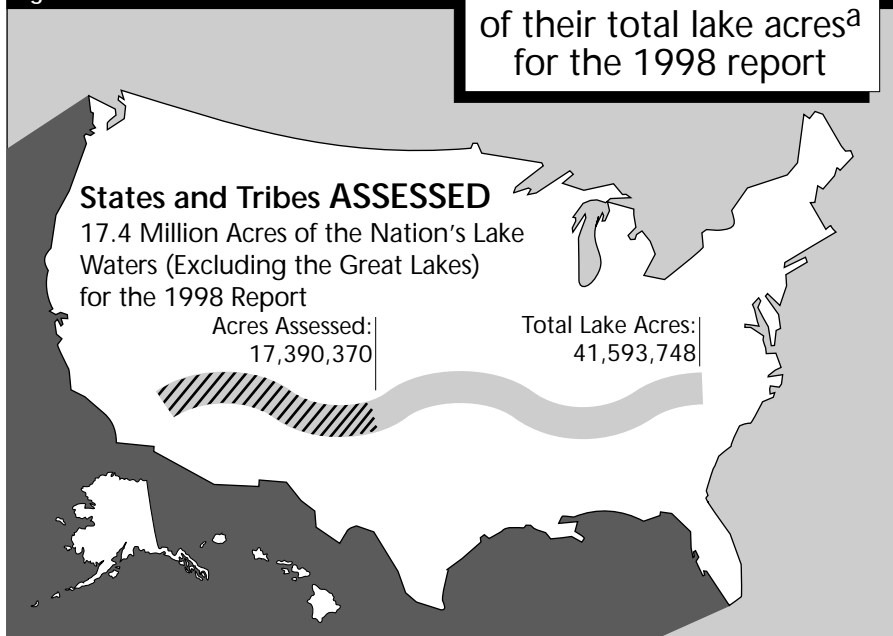 of their total lake acresa
for the 1998 report
States and Tribes ASSESSED
17.4 Million Acres of the Nation’s Lake
Waters (Excluding the Great Lakes)
for the 1998 Report
Acres Assessed:
17,390,370
Total Lake Acres:
41,593,748